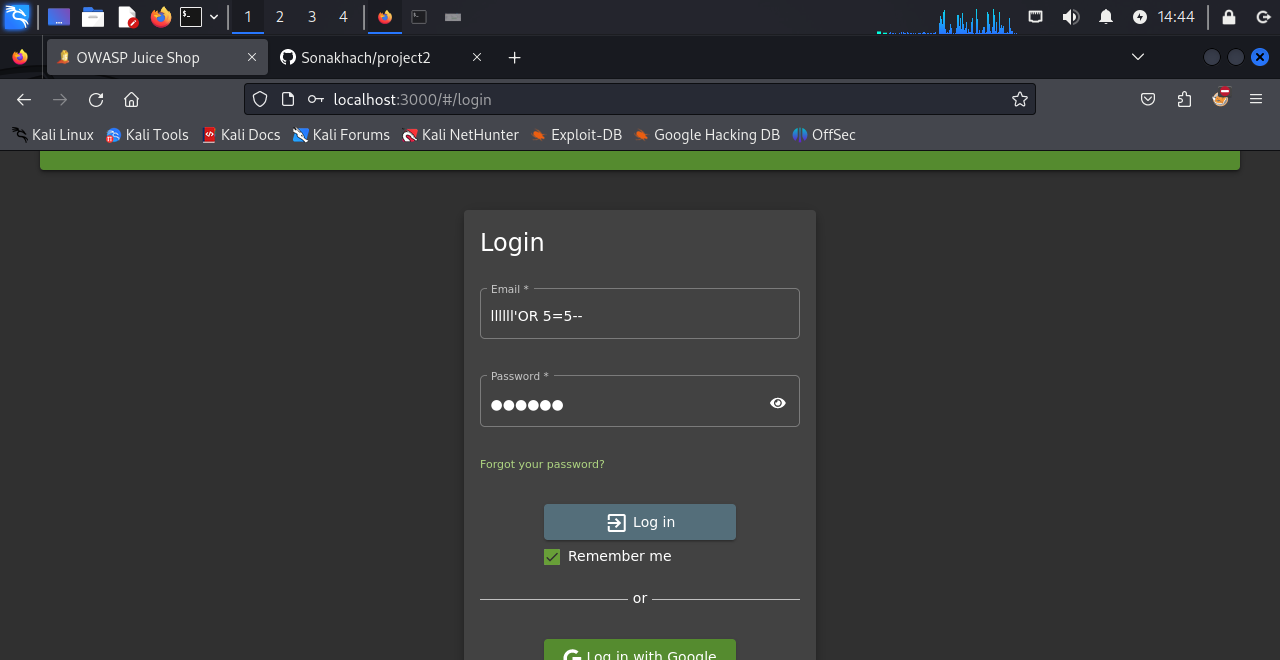 1 2 3 4 14:44
OWASP Juice Shop Sonakhach/project2
localhost:3000/#/login
Kali Linux Kali Tools Kali Docs Kali Forums Kali NetHunter Exploit-DB Google Hacking DB OffSec
Login
Email *
llllll'OR 5=5--
Password *
Forgot your password?
Log in
Remember me
or
Log in with Google